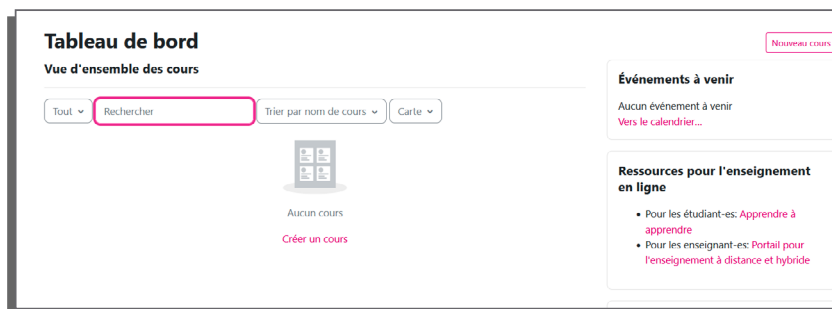 Tableau de bord
Nouveau cours
Vue d'ensemble des cours
Tout
Rechercher
Trier par nom de cours
Carte
Aucun cours
Créer un cours
Événements à venir
Aucun événement à venir
Vers le calendrier...
Ressources pour l'enseignement
en ligne
Pour les étudiant-es: Apprendre à
apprendre
Pour les enseignant-es: Portail pour
l'enseignement à distance et hybride